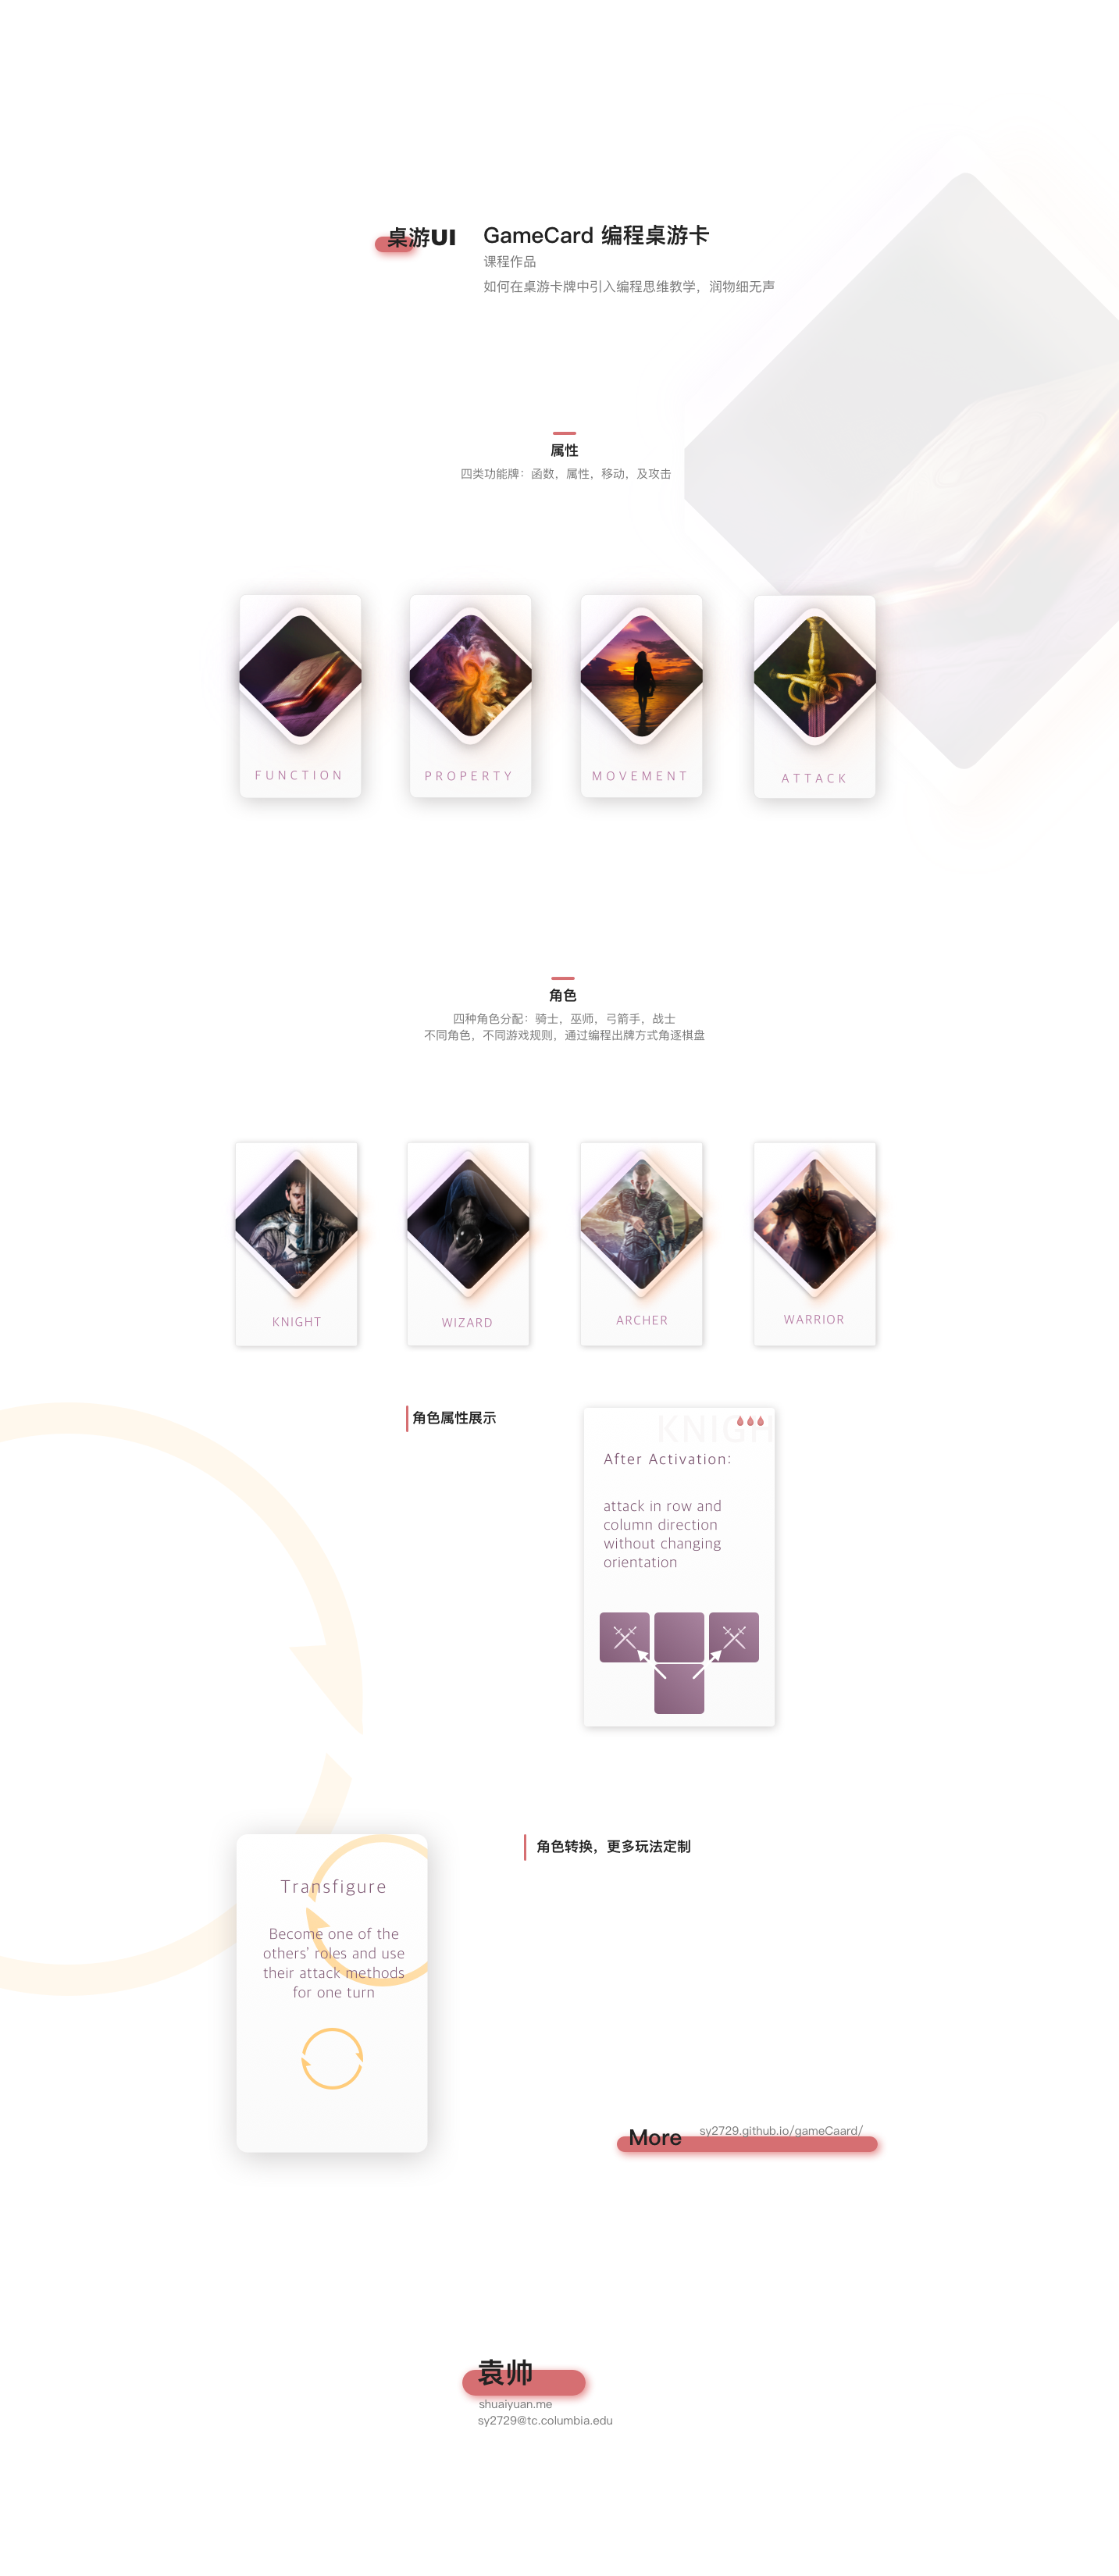 桌游UI
GameCard 编程桌游卡
课程作品
如何在桌游卡牌中引入编程思维教学，润物细无声
属性
四类功能牌：函数，属性，移动，及攻击
FUNCTION
PROPERTY
MOVEMENT
ATTACK
角色
四种角色分配：骑士，巫师，弓箭手，战士
不同角色，不同游戏规则，通过编程出牌方式角逐棋盘
KNIGHT
WIZARD
ARCHER
WARRIOR
角色属性展示
KNIGH
After Activation:
attack in row and
column direction
without changing
orientation
角色转换，更多玩法定制
Transfigure
Become one of the
others' roles and use
their attack methods
for one turn
More
sy2729.github.io/gameCaard/
袁帅
shuaiyuan.me
sy2729@tc.columbia.edu